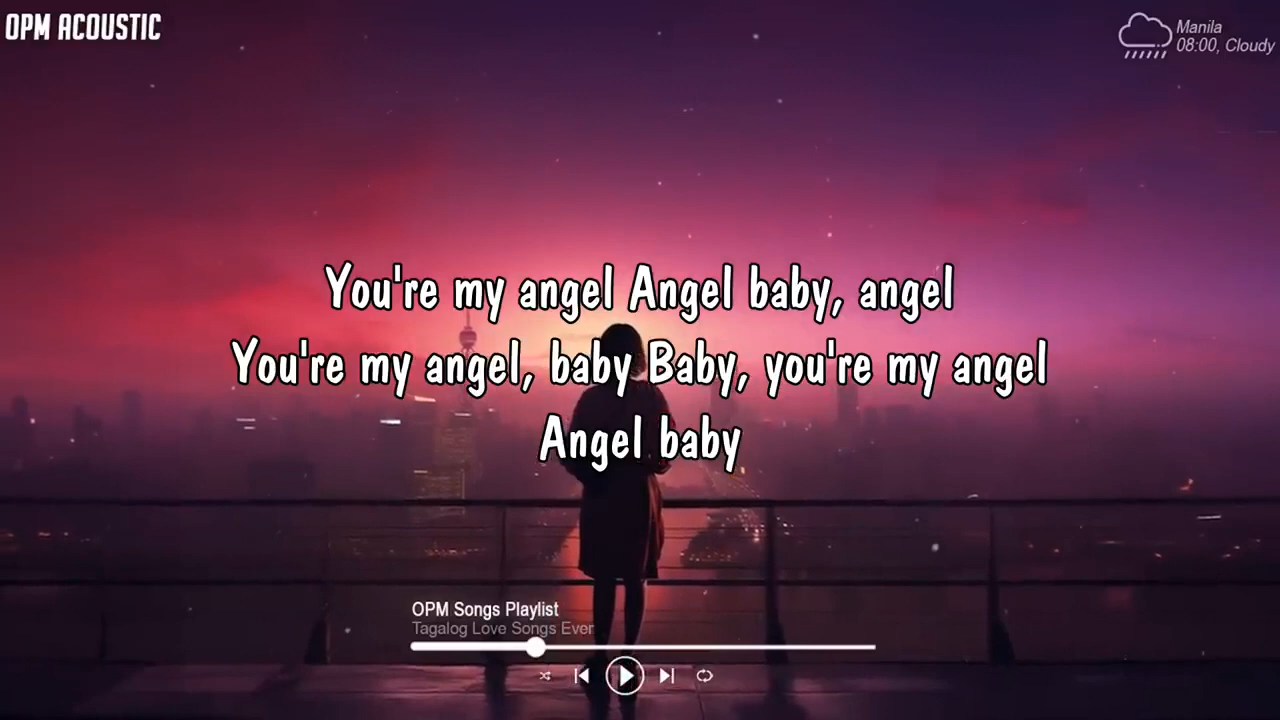 OPM ACOUSTIC
Manila
08:00, Cloudy
You're my angel Angel baby, angel
You're my angel, baby Baby, you're my angel
Angel baby
OPM Songs Playlist
Tagalog Love Songs Ever